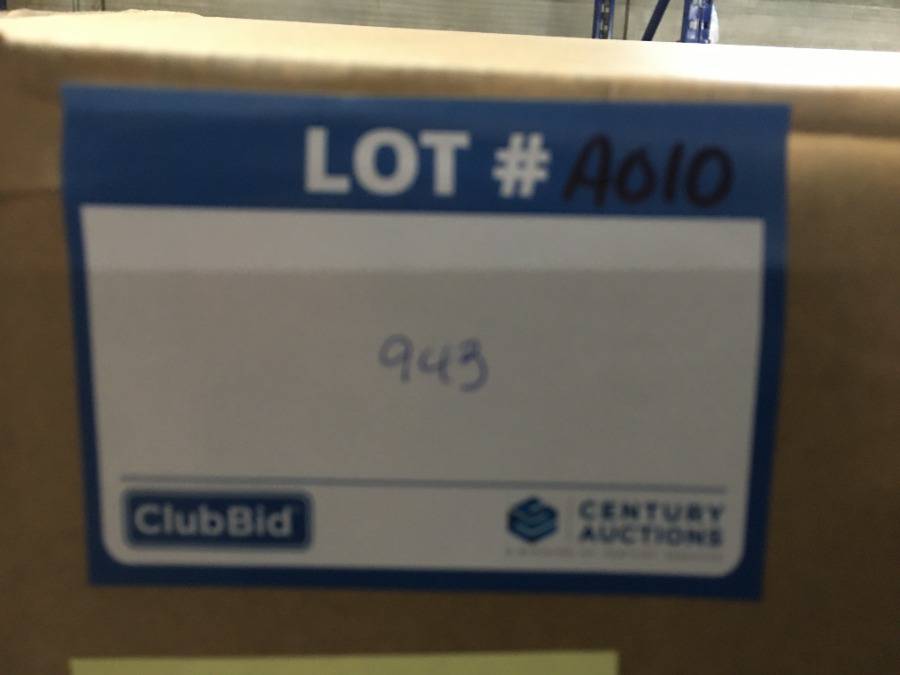 LOT # A010
943
ClubBid
CENTURY
AUCTIONS